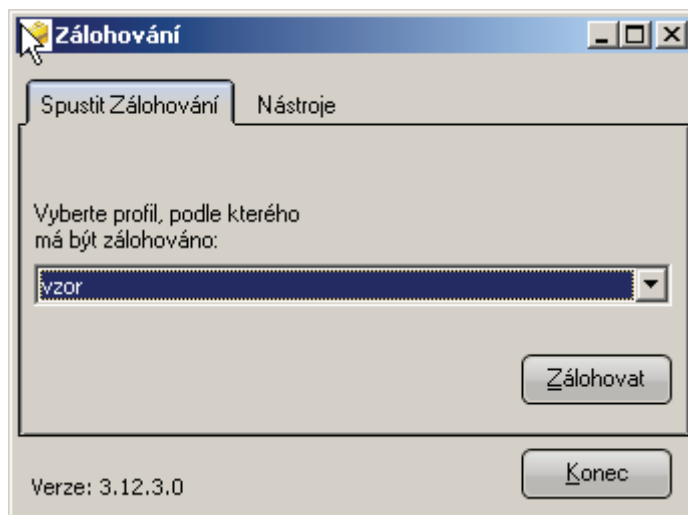 Zálohování
Spustit Zálohování Nástroje
Vyberte profil, podle kterého
má být zálohováno:
vzor
Zálohovat
Konec
Verze: 3.12.3.0